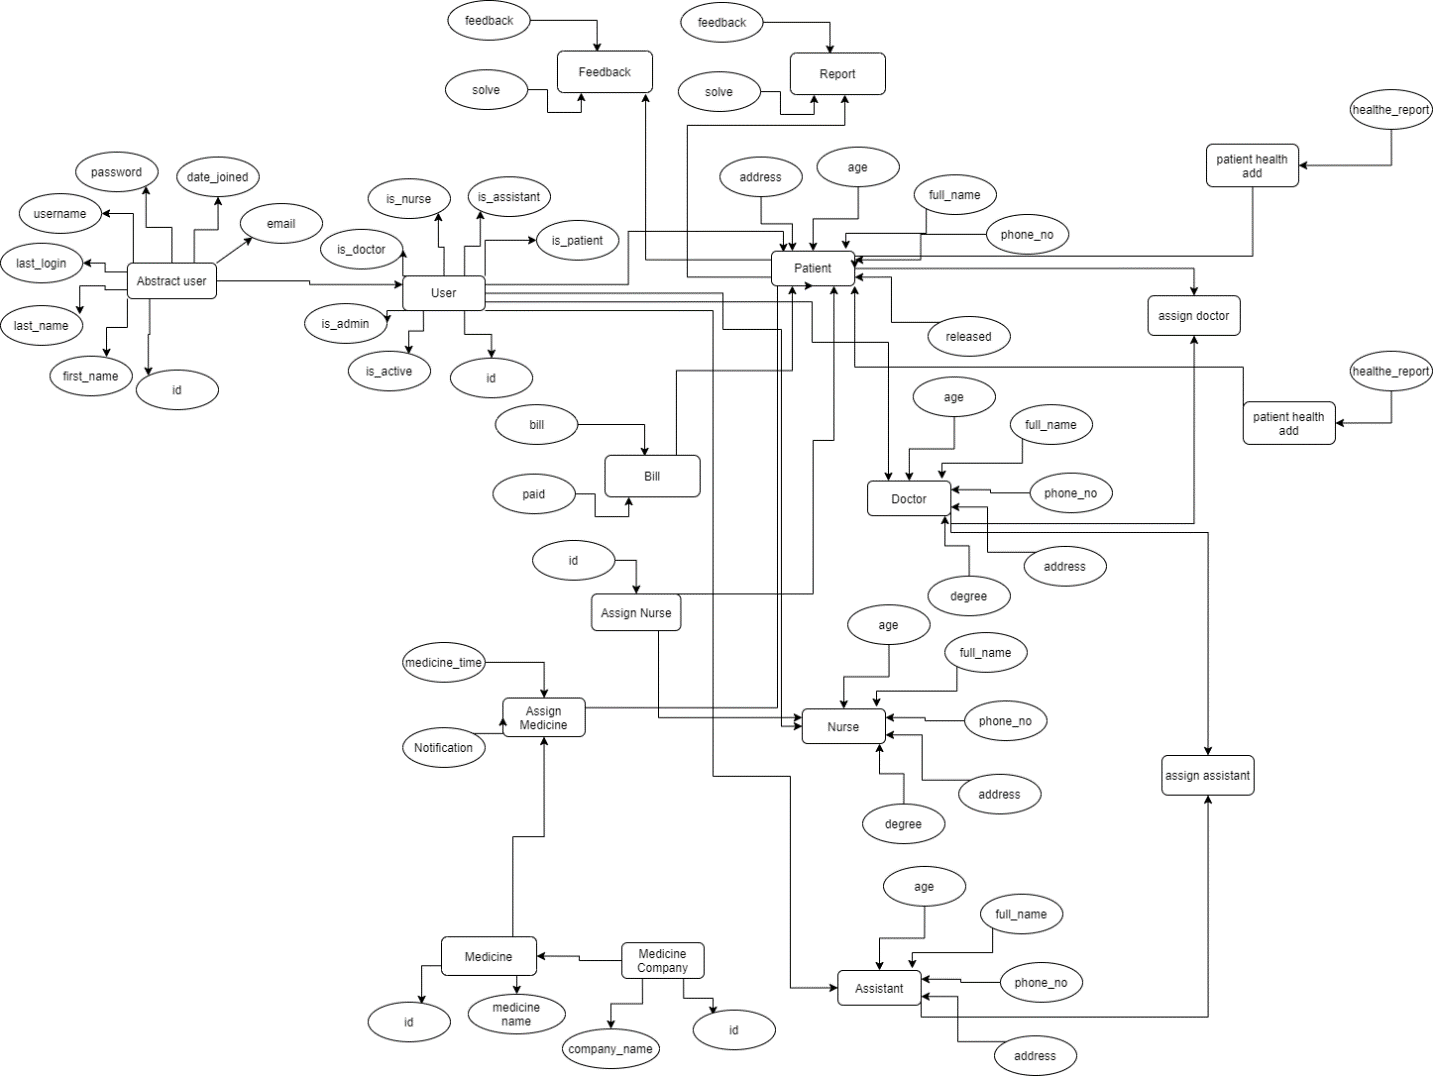 feedback
feedback
Feedback
Report
solve
solve
healthe_report
patient health
add
password
date_joined
address
age
is_nurse
is_assistant
full_name
username
email
is_doctor
is_patient
phone_no
last_login
Abstract user
User
Patient
last_name
is_admin
assign doctor
released
first_name
id
is_active
id
healthe_report
age
patient health
add
bill
full_name
Bill
paid
Doctor
phone_no
id
address
degree
Assign Nurse
age
full_name
medicine_time
Assign
Medicine
Notification
Nurse
phone_no
assign assistant
address
degree
age
full_name
Medicine
Medicine
Company
Assistant
phone_no
id
medicine
name
company_name
id
address